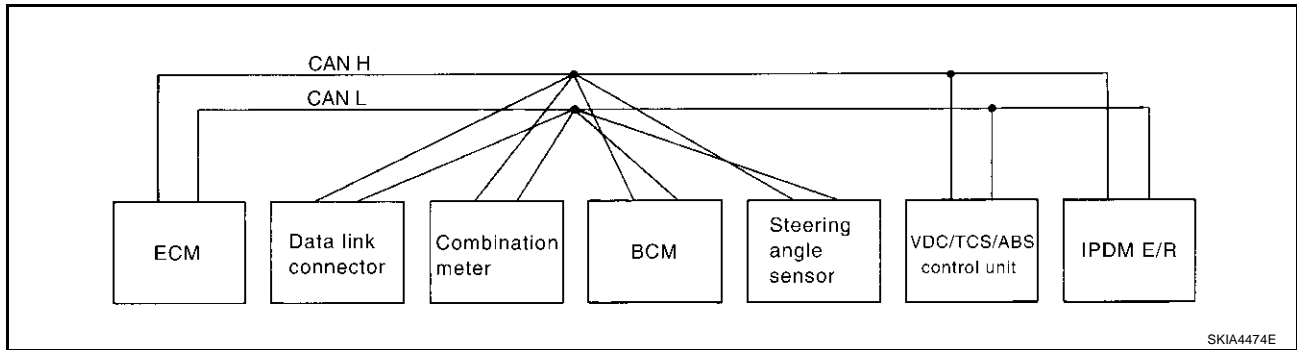 CAN H
CAN L
ECM
Data link
connector
Combination
meter
BCM
Steering
angle
sensor
VDC/TCS/ABS
control unit
IPDM E/R
SKIA4474E